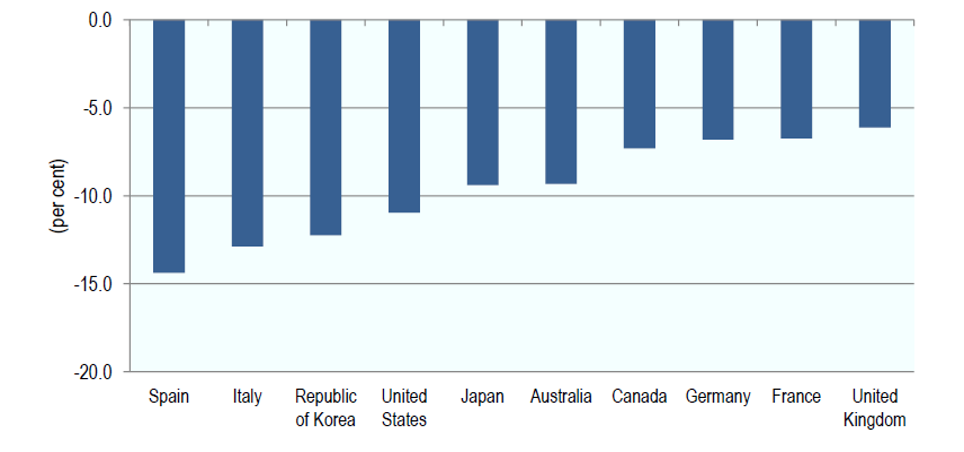 0.0
-5.0
-10.0
-15.0
-20.0
(per cent)
Spain
Italy
Republic
of Korea
United
States
Japan
Australia
Canada
Germany
France
United
Kingdom